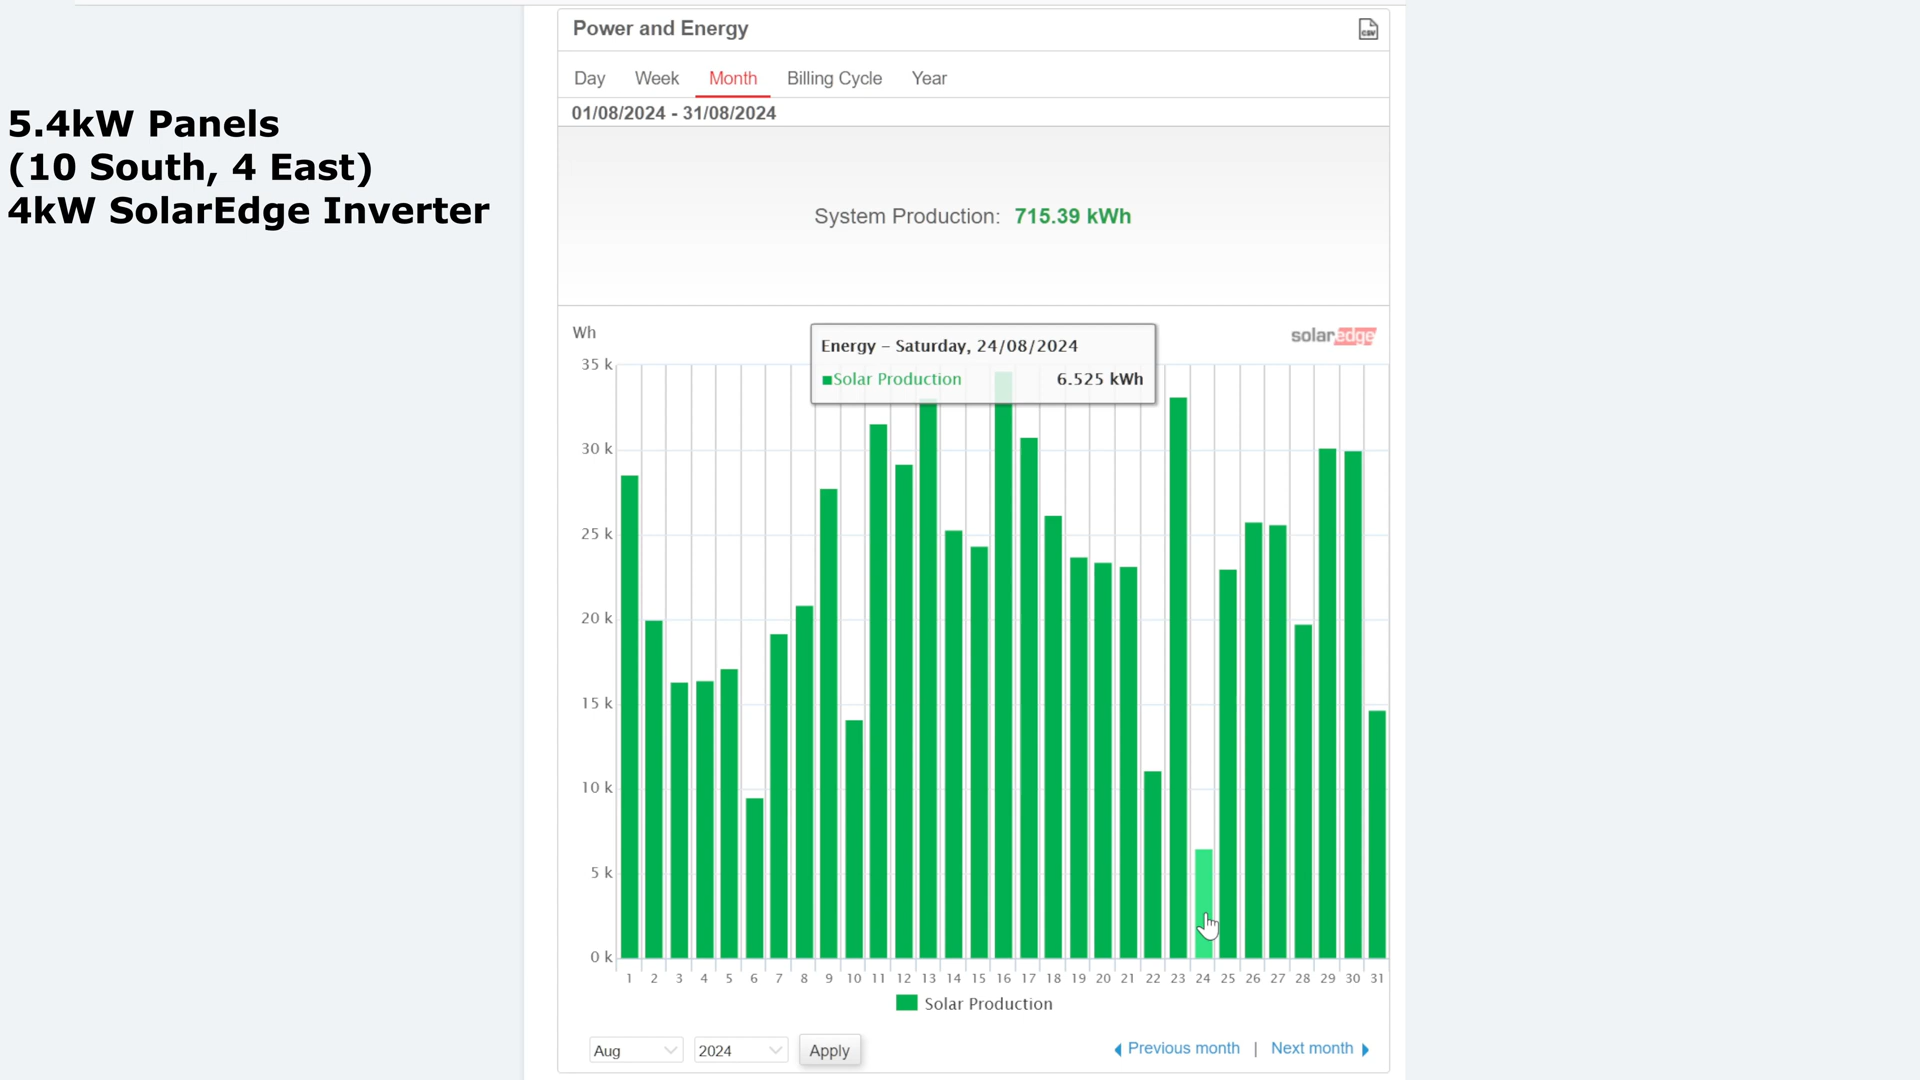 Power and Energy
CSV
Day Week Month Billing Cycle Year
01/08/2024 - 31/08/2024
5.4kW Panels
(10 South, 4 East)
4kW SolarEdge Inverter
System Production: 715.39 kWh
Wh
solaredge
Energy – Saturday, 24/08/2024
Solar Production 6.525 kWh
35 k
30 k
25 k
20 k
15 k
10 k
5 k
0 k
1 2 3 4 5 6 7 8 9 10 11 12 13 14 15 16 17 18 19 20 21 22 23 24 25 26 27 28 29 30 31
Solar Production
Aug 2024 Apply Previous month | Next month